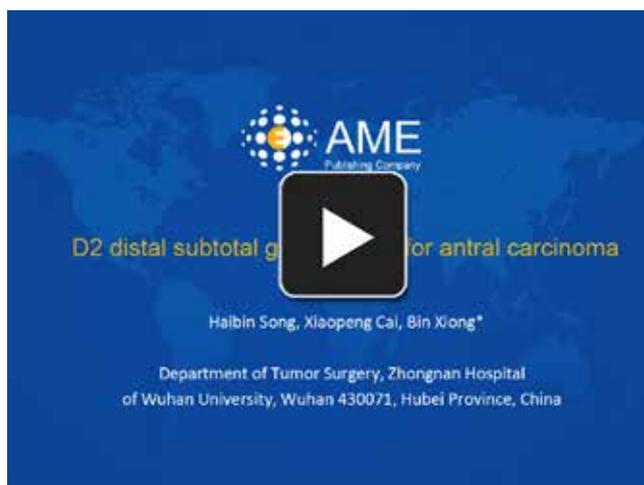 AME
Publishing Company
D2 distal subtotal g for antral carcinoma
Haibin Song, Xiaopeng Cai, Bin Xiong*
Department of Tumor Surgery, Zhongnan Hospital
of Wuhan University, Wuhan 430071, Hubei Province, China